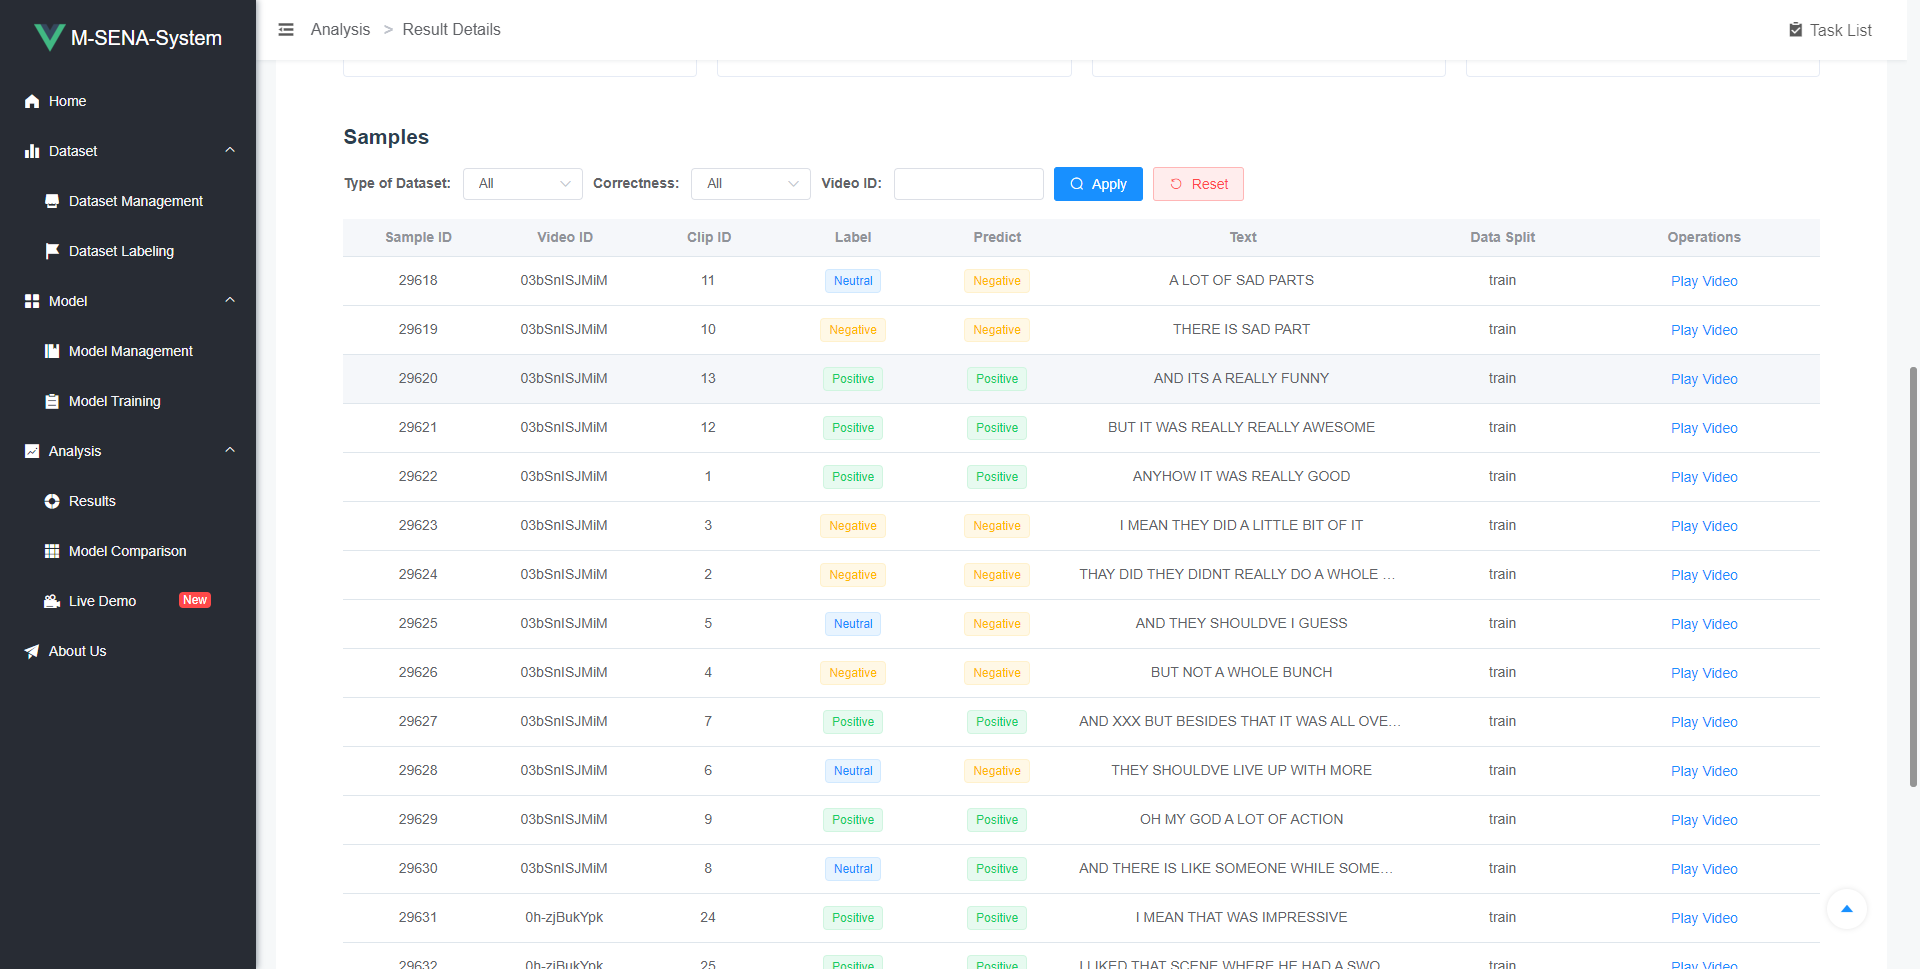 M-SENA-System
Analysis > Result Details
Task List
Home
Dataset
Dataset Management
Dataset Labeling
Model
Model Management
Model Training
Analysis
Results
Model Comparison
Live Demo New
About Us
Samples
Type of Dataset: All Correctness: All Video ID: Apply Reset
Sample ID Video ID Clip ID Label Predict Text Data Split Operations
29618 03bSnISJMiM 11 Neutral Negative A LOT OF SAD PARTS train Play Video
29619 03bSnISJMiM 10 Negative Negative THERE IS SAD PART train Play Video
29620 03bSnISJMiM 13 Positive Positive AND ITS A REALLY FUNNY train Play Video
29621 03bSnISJMiM 12 Positive Positive BUT IT WAS REALLY REALLY AWESOME train Play Video
29622 03bSnISJMiM 1 Positive Positive ANYHOW IT WAS REALLY GOOD train Play Video
29623 03bSnISJMiM 3 Negative Negative I MEAN THEY DID A LITTLE BIT OF IT train Play Video
29624 03bSnISJMiM 2 Negative Negative THAY DID THEY DIDNT REALLY DO A WHOLE ... train Play Video
29625 03bSnISJMiM 5 Neutral Negative AND THEY SHOULDVE I GUESS train Play Video
29626 03bSnISJMiM 4 Negative Negative BUT NOT A WHOLE BUNCH train Play Video
29627 03bSnISJMiM 7 Positive Positive AND XXX BUT BESIDES THAT IT WAS ALL OVE... train Play Video
29628 03bSnISJMiM 6 Neutral Negative THEY SHOULDVE LIVE UP WITH MORE train Play Video
29629 03bSnISJMiM 9 Positive Positive OH MY GOD A LOT OF ACTION train Play Video
29630 03bSnISJMiM 8 Neutral Positive AND THERE IS LIKE SOMEONE WHILE SOME... train Play Video
29631 0h-zjBukYpk 24 Positive Positive I MEAN THAT WAS IMPRESSIVE train Play Video
29632 0h-zjBukYpk 25 Positive Positive I LIKED THAT SCENE WHERE HE HAD A SWO... train Play Video